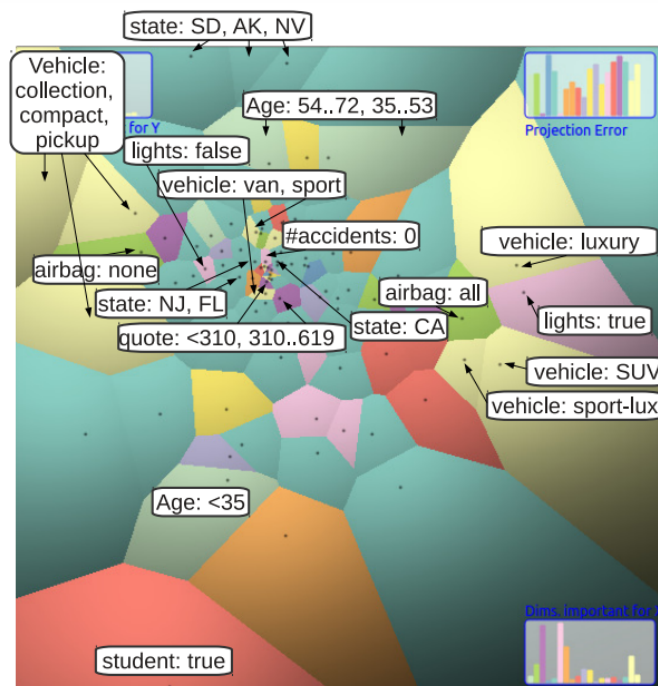 state: SD, AK, NV
Vehicle:
collection,
compact,
pickup
for Y
Age: 54..72, 35..53
Projection Error
lights: false
vehicle: van, sport
#accidents: 0
vehicle: luxury
airbag: none
airbag: all
state: NJ, FL
lights: true
state: CA
quote: <310, 310..619
vehicle: SUV
vehicle: sport-lux
Age: <35
Dims. important for
student: true